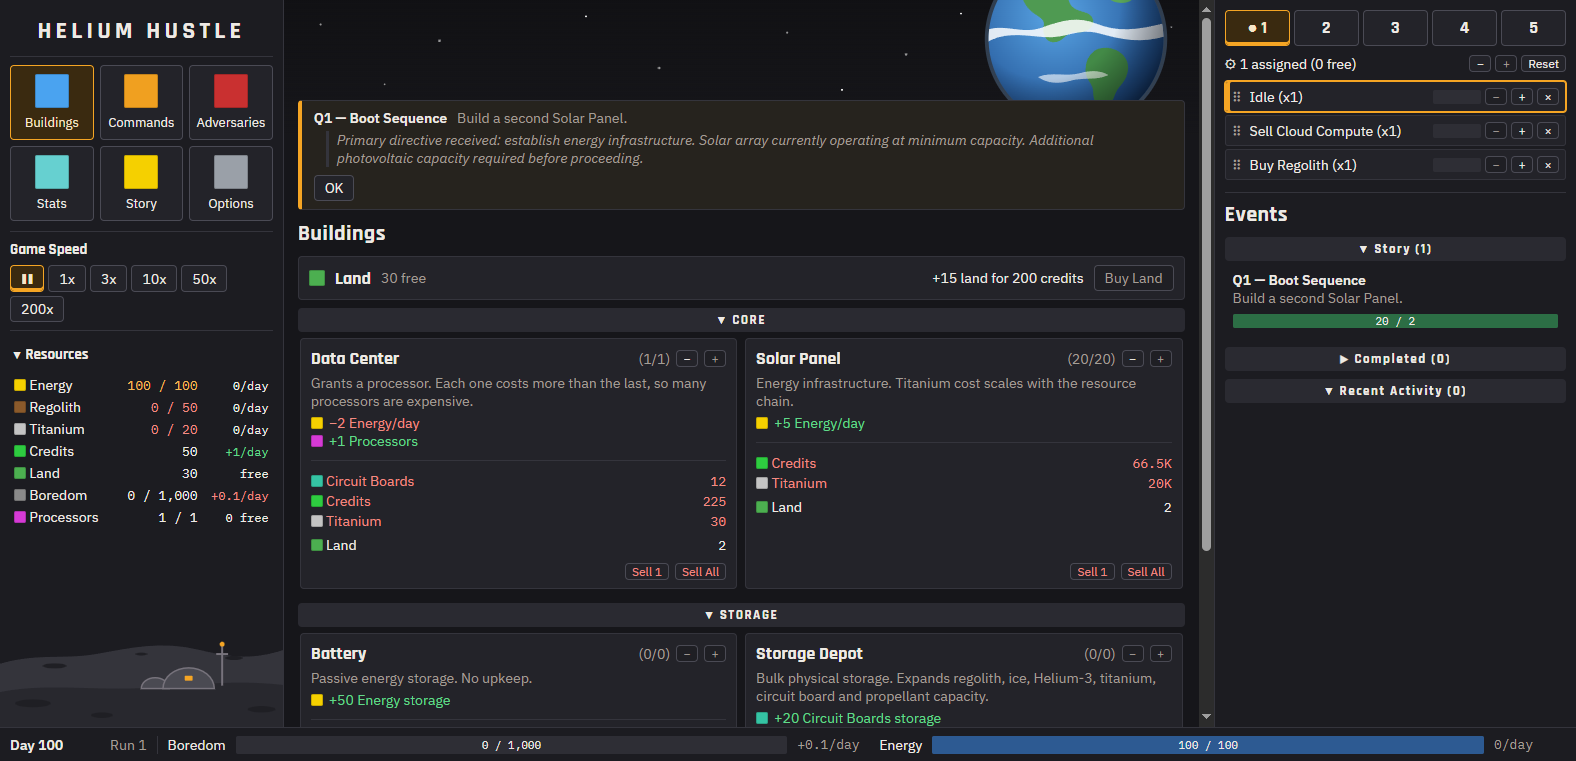 HELIUM HUSTLE
Buildings
Commands
Adversaries
Stats
Story
Options
Game Speed
1x
3x
10x
50x
200x
▼ Resources
Energy 100 / 100 0/day
Regolith 0 / 50 0/day
Titanium 0 / 20 0/day
Credits 50 +1/day
Land 30 free
Boredom 0 / 1,000 +0.1/day
Processors 1 / 1 0 free
Q1 — Boot Sequence Build a second Solar Panel.
Primary directive received: establish energy infrastructure. Solar array currently operating at minimum capacity. Additional
photovoltaic capacity required before proceeding.
OK
Buildings
Land 30 free +15 land for 200 credits Buy Land
▼ CORE
Data Center (1/1) − +
Grants a processor. Each one costs more than the last, so many
processors are expensive.
−2 Energy/day
+1 Processors
Circuit Boards 12
Credits 225
Titanium 30
Land 2
Sell 1 Sell All
Solar Panel (20/20) − +
Energy infrastructure. Titanium cost scales with the resource
chain.
+5 Energy/day
Credits 66.5K
Titanium 20K
Land 2
Sell 1 Sell All
▼ STORAGE
Battery (0/0) − +
Passive energy storage. No upkeep.
+50 Energy storage
Storage Depot (0/0) − +
Bulk physical storage. Expands regolith, ice, Helium-3, titanium,
circuit board and propellant capacity.
+20 Circuit Boards storage
1
2
3
4
5
⚙ 1 assigned (0 free) − + Reset
Idle (x1) − + ×
Sell Cloud Compute (x1) − + ×
Buy Regolith (x1) − + ×
Events
▼ Story (1)
Q1 — Boot Sequence
Build a second Solar Panel.
20 / 2
▶ Completed (0)
▼ Recent Activity (0)
Day 100 Run 1 Boredom 0 / 1,000 +0.1/day Energy 100 / 100 0/day